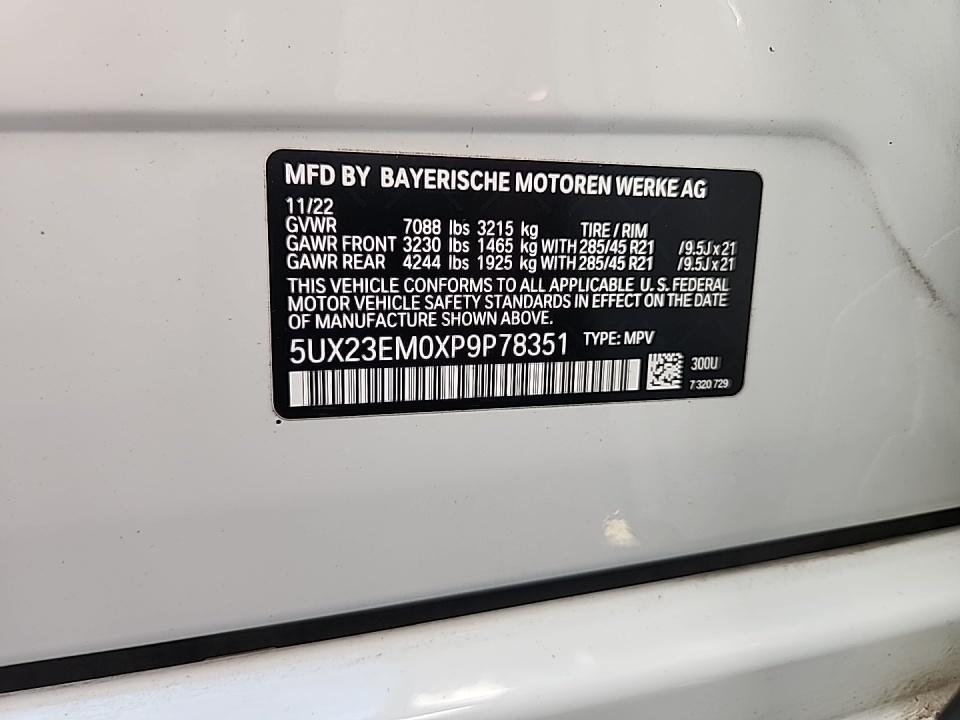 MFD BY BAYERISCHE MOTOREN WERKE AG
11/22
GVWR 7088 lbs 3215 kg TIRE / RIM
GAWR FRONT 3230 lbs 1465 kg WITH 285/45 R21 /9.5J x 21
GAWR REAR 4244 lbs 1925 kg WITH 285/45 R21 /9.5J x 21
THIS VEHICLE CONFORMS TO ALL APPLICABLE U.S. FEDERAL
MOTOR VEHICLE SAFETY STANDARDS IN EFFECT ON THE DATE
OF MANUFACTURE SHOWN ABOVE.
5UX23EM0XP9P78351 TYPE: MPV
300U
7 320 729